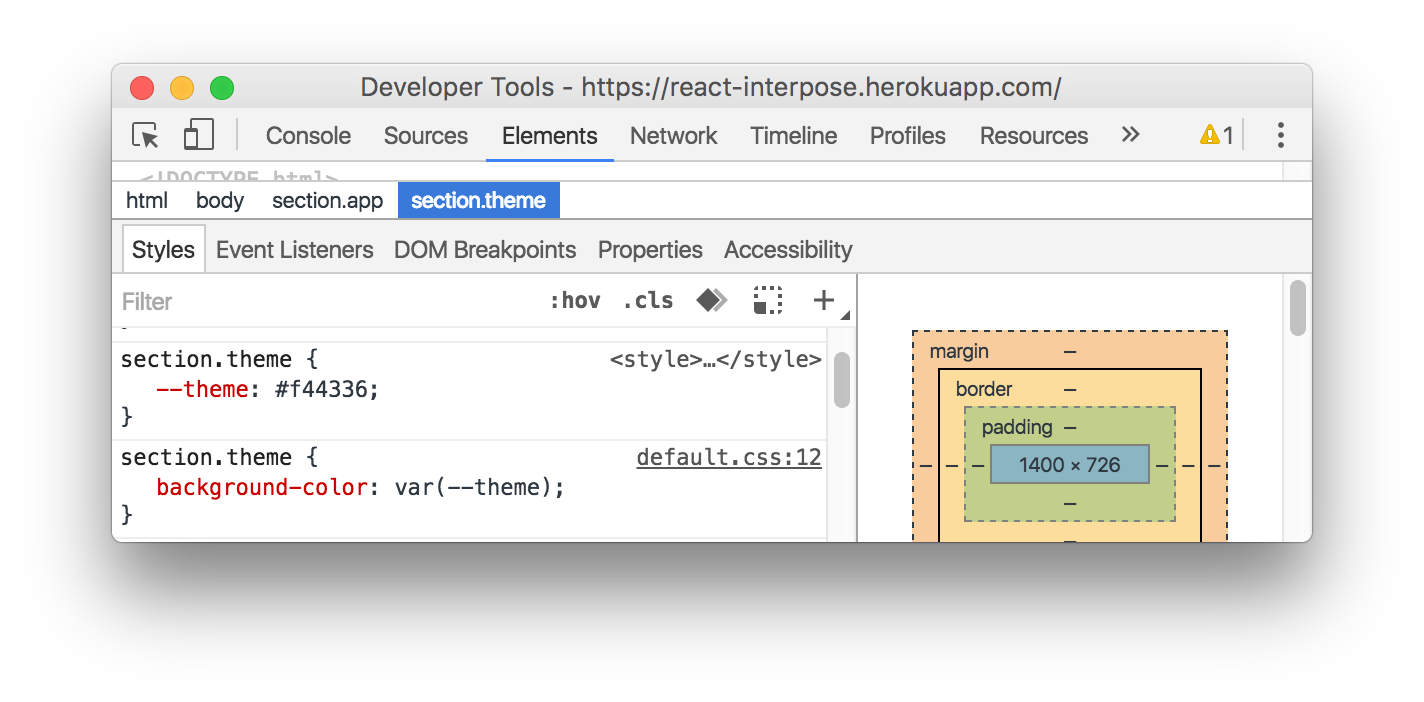 Developer Tools - https://react-interpose.herokuapp.com/
Console Sources Elements Network Timeline Profiles Resources 1
<!DOCTYPE html>
html body section.app section.theme
Styles Event Listeners DOM Breakpoints Properties Accessibility
Filter :hov .cls +
}
section.theme { <style>…</style>
--theme: #f44336;
}
section.theme { default.css:12
background-color: var(--theme);
}
margin –
border –
padding –
– – – 1400 × 726 – – –
–
–